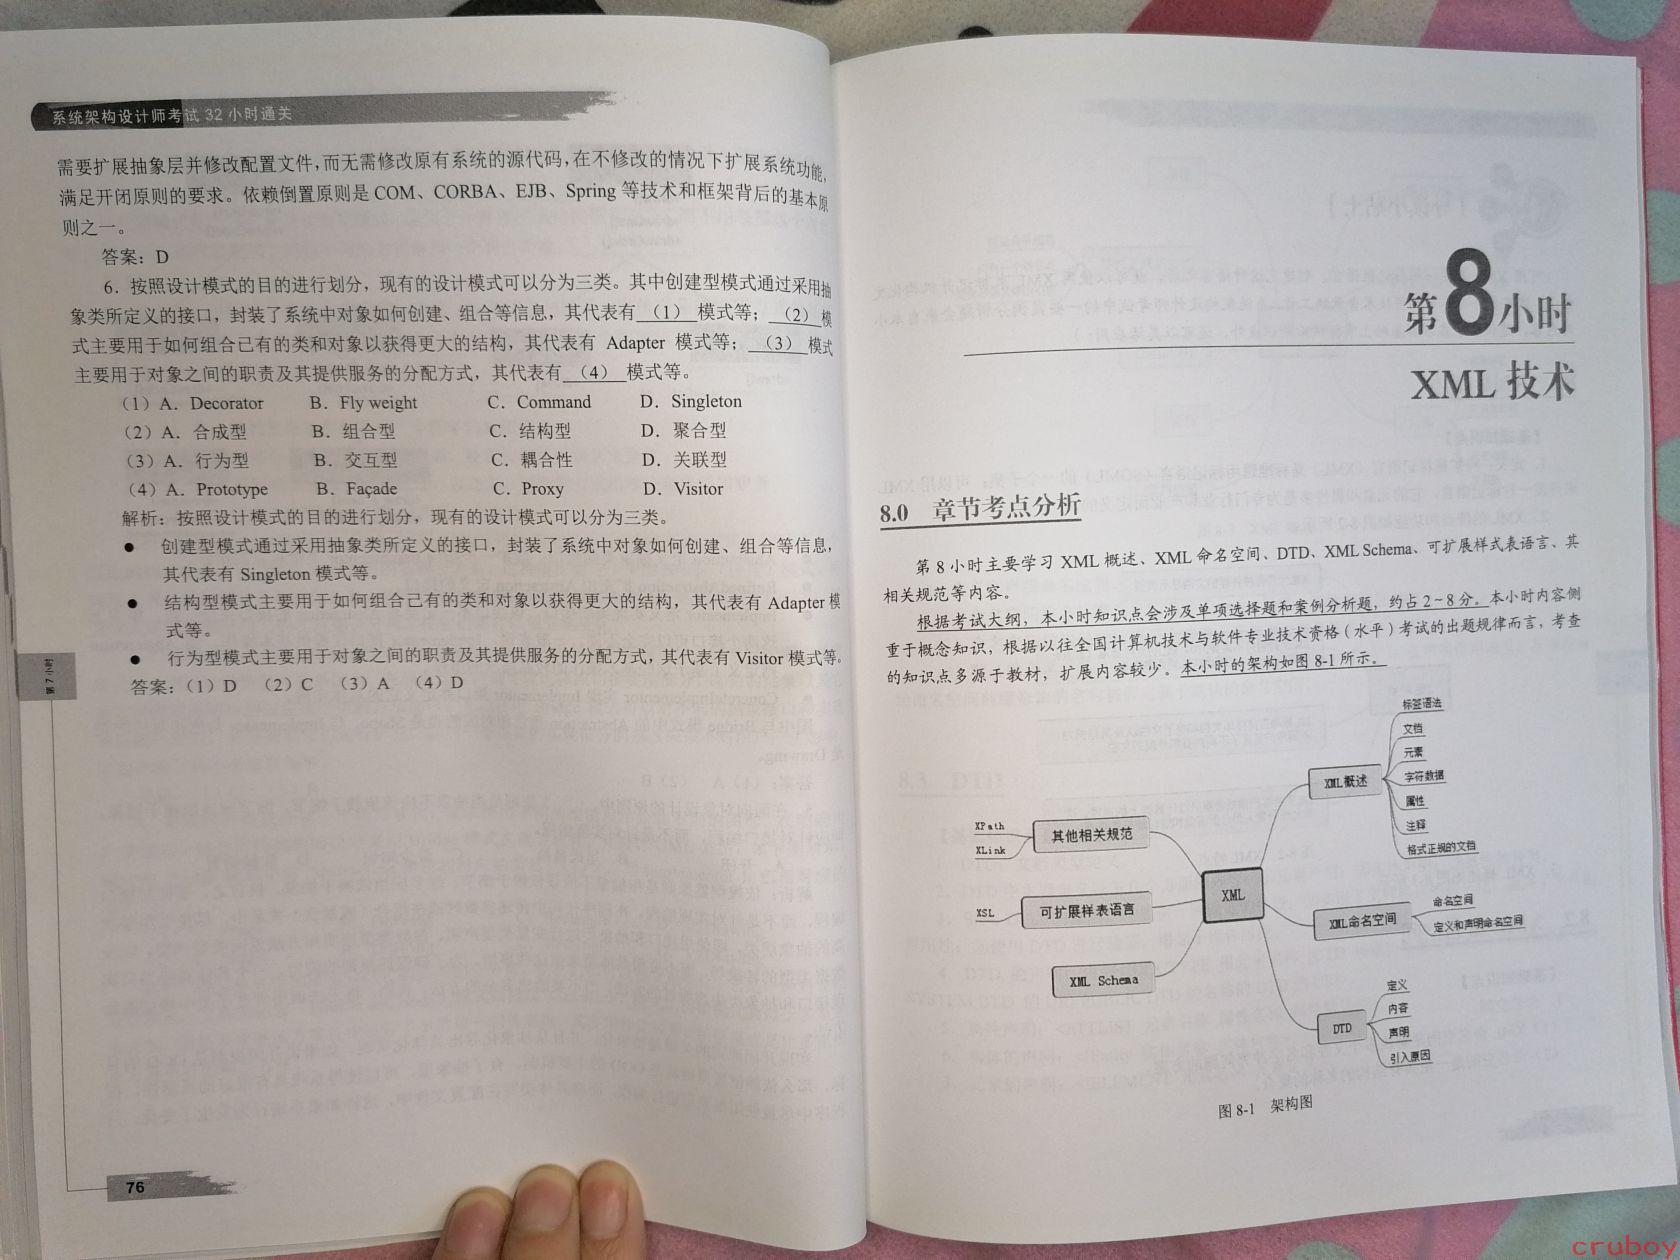 系统架构设计师考试 32 小时通关
需要扩展抽象层并修改配置文件，而无需修改原有系统的源代码，在不修改的情况下扩展系统功能，
满足开闭原则的要求。依赖倒置原则是 COM、CORBA、EJB、Spring 等技术和框架背后的基本原
则之一。
答案：D
6．按照设计模式的目的进行划分，现有的设计模式可以分为三类。其中创建型模式通过采用抽
象类所定义的接口，封装了系统中对象如何创建、组合等信息，其代表有 （1） 模式等； （2） 模
式主要用于如何组合已有的类和对象以获得更大的结构，其代表有 Adapter 模式等； （3） 模式
主要用于对象之间的职责及其提供服务的分配方式，其代表有 （4） 模式等。
（1）A．Decorator B．Fly weight C．Command D．Singleton
（2）A．合成型 B．组合型 C．结构型 D．聚合型
（3）A．行为型 B．交互型 C．耦合性 D．关联型
（4）A．Prototype B．Façade C．Proxy D．Visitor
解析：按照设计模式的目的进行划分，现有的设计模式可以分为三类。
● 创建型模式通过采用抽象类所定义的接口，封装了系统中对象如何创建、组合等信息，
其代表有 Singleton 模式等。
● 结构型模式主要用于如何组合已有的类和对象以获得更大的结构，其代表有 Adapter 模
式等。
● 行为型模式主要用于对象之间的职责及其提供服务的分配方式，其代表有 Visitor 模式等。
答案：（1）D （2）C （3）A （4）D
第 7 小时
76
第8小时
XML 技术
8.0 章节考点分析
第 8 小时主要学习 XML 概述、XML 命名空间、DTD、XML Schema、可扩展样式表语言、其
相关规范等内容。
根据考试大纲，本小时知识点会涉及单项选择题和案例分析题，约占 2~8 分。本小时内容侧
重于概念知识，根据以往全国计算机技术与软件专业技术资格（水平）考试的出题规律而言，考查
的知识点多源于教材，扩展内容较少。本小时的架构如图 8-1 所示。
XML
XML概述
标签语法
文档
元素
字符数据
属性
注释
格式正规的文档
XML命名空间
命名空间
定义和声明命名空间
DTD
定义
内容
声明
引入原因
其他相关规范
XPath
XLink
可扩展样表语言
XSL
XML Schema
图 8-1 架构图
cruboy